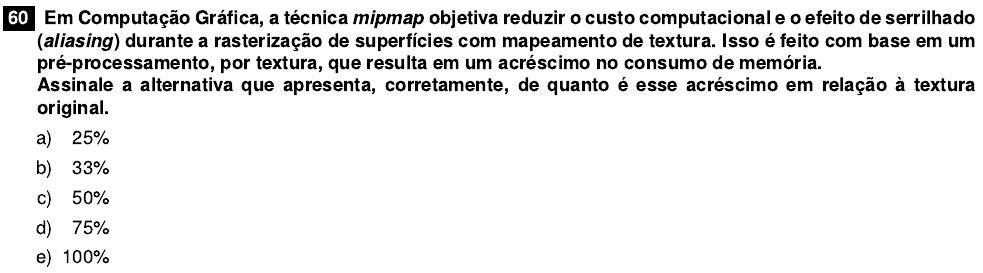 60 Em Computação Gráfica, a técnica mipmap objetiva reduzir o custo computacional e o efeito de serrilhado
(aliasing) durante a rasterização de superfícies com mapeamento de textura. Isso é feito com base em um
pré-processamento, por textura, que resulta em um acréscimo no consumo de memória.
Assinale a alternativa que apresenta, corretamente, de quanto é esse acréscimo em relação à textura
original.
a) 25%
b) 33%
c) 50%
d) 75%
e) 100%